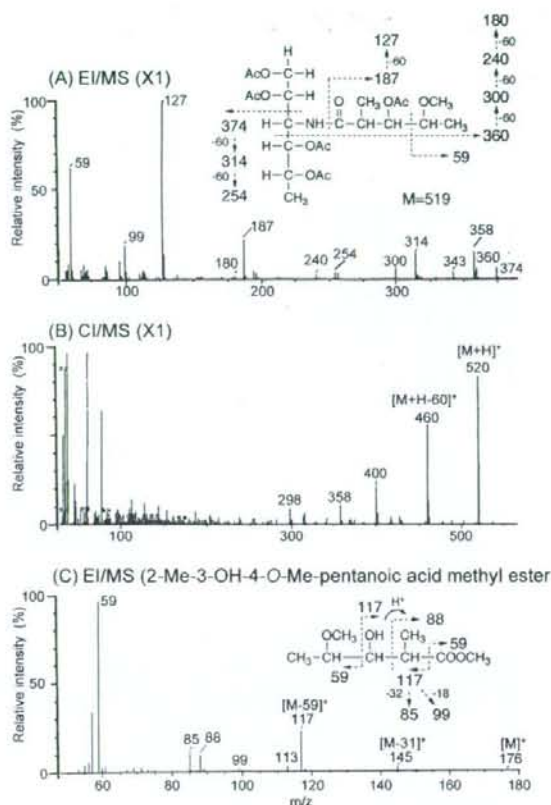 (A) EI/MS (X1)
Relative intensity (%)
100
50
0
59
99
127
180
187
240
254
300
314
343
358
360
374
100
200
300
H
AcO—C—H
AcO—C—H
H—C—NH—C—CH—CH—CH—CH₃
O
CH₃
OAc
OCH₃
H—C—OAc
H—C—OAc
CH₃
374
-60
314
-60
254
127
-60
187
180
-60
240
-60
300
-60
360
59
M=519
(B) CI/MS (X1)
Relative intensity (%)
100
50
0
298
358
400
[M+H-60]⁺
460
[M+H]⁺
520
100
300
500
(C) EI/MS (2-Me-3-OH-4-O-Me-pentanoic acid methyl ester
Relative intensity (%)
100
50
0
59
85
88
99
113
[M-59]⁺
117
[M-31]⁺
145
[M]⁺
176
117
H⁺
88
OCH₃
OH
CH₃
59
CH₃—CH—CH—CH—COOCH₃
59
117
-32
-18
85
99
60
80
100
120
140
160
180
m/z